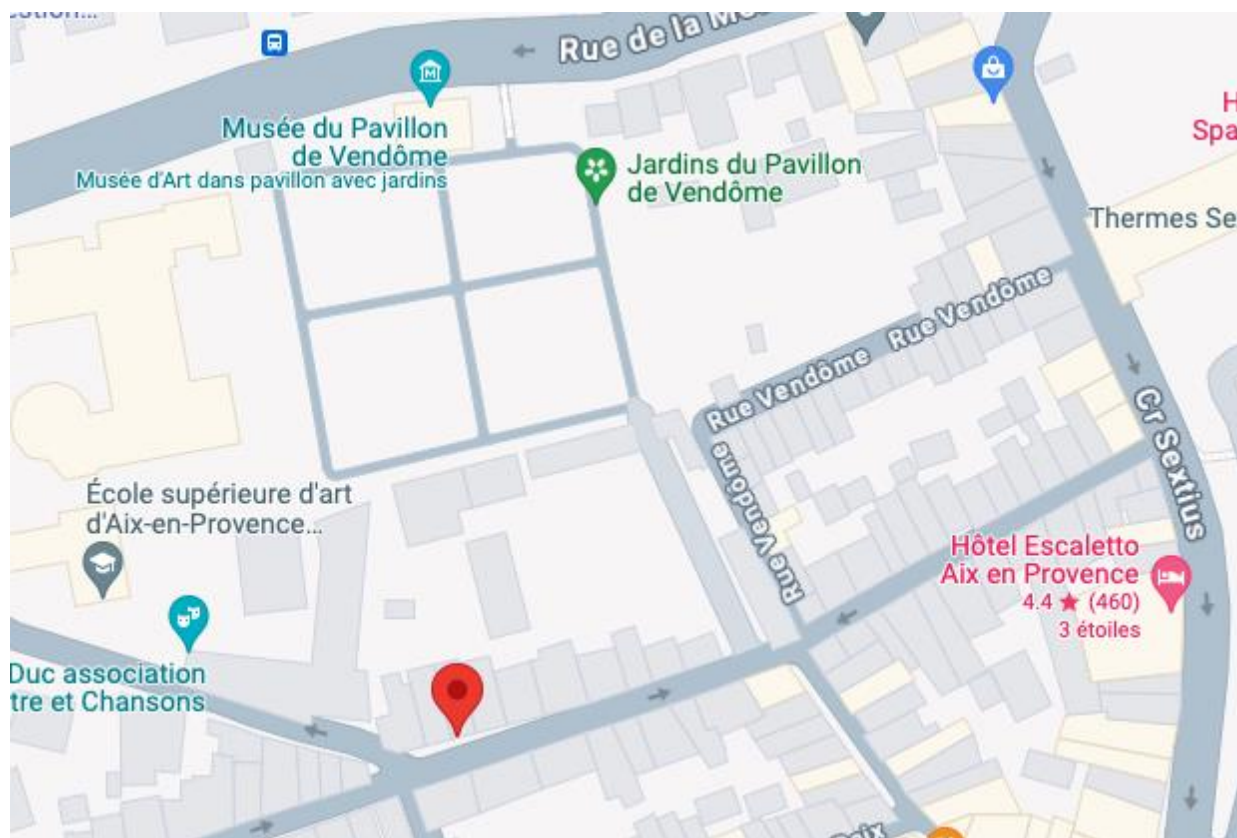 Rue de la
Musée du Pavillon
de Vendôme
Musée d'Art dans pavillon avec jardins
Jardins du Pavillon
de Vendôme
H
Spa
Thermes Se
Rue Vendôme
Rue Vendôme
Rue Vendôme
Cr Sextius
École supérieure d'art
d'Aix-en-Provence...
Hôtel Escaletto
Aix en Provence
4.4 ★ (460)
3 étoiles
Duc association
tre et Chansons